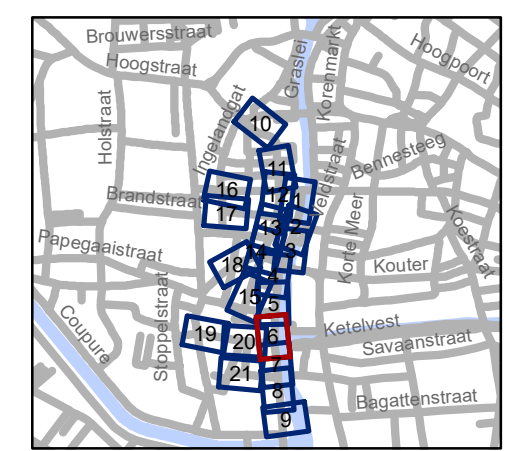 Brouwersstraat
Hoogstraat
Graslei
Korenmarkt
Hoogpoort
Holstraat
Ingelandgat
10
Bennesteeg
11
Veldstraat
16
12
1
Brandstraat
17
13
2
Korte Meer
Koestraat
Papegaaistraat
14
3
18
4
Kouter
15
5
Coupure
Stoppelstraat
19
20
6
Ketelvest
Savaanstraat
21
7
8
Bagattenstraat
9